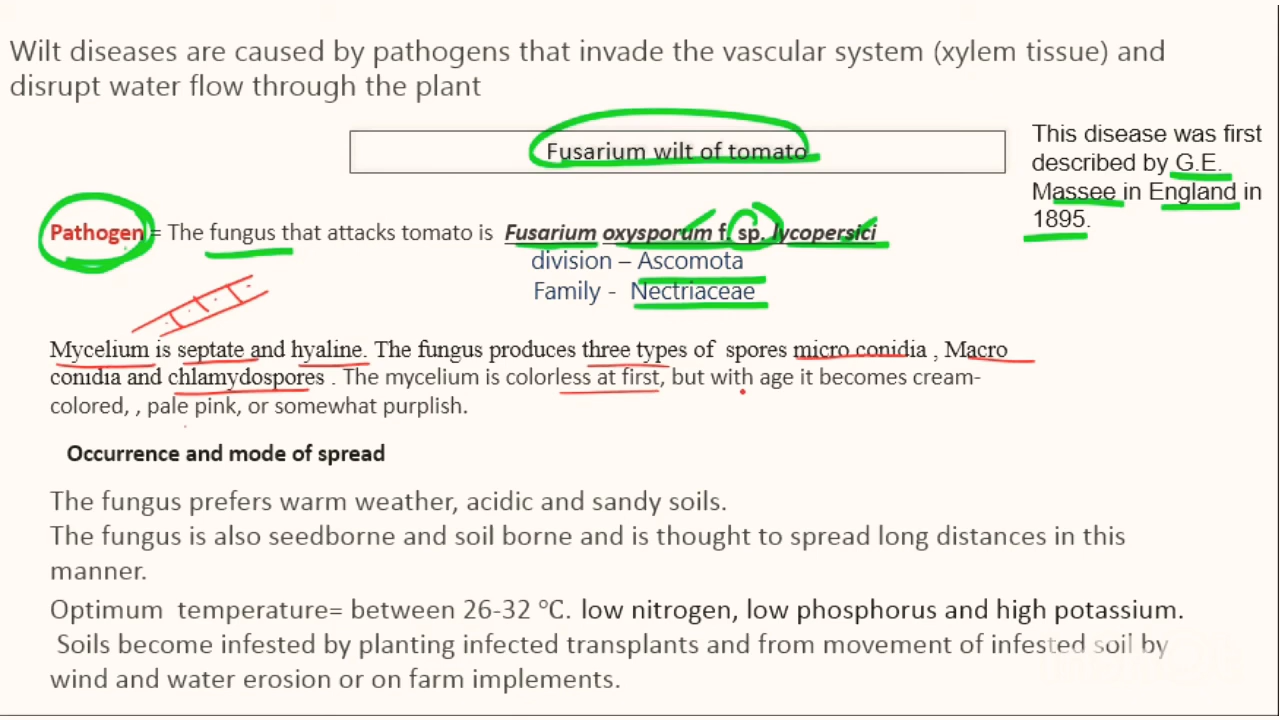 Wilt diseases are caused by pathogens that invade the vascular system (xylem tissue) and
disrupt water flow through the plant
Fusarium wilt of tomato
This disease was first
described by G.E.
Massee in England in
1895.
Pathogen = The fungus that attacks tomato is Fusarium oxysporum f. sp. lycopersici
division – Ascomota
Family - Nectriaceae
Mycelium is septate and hyaline. The fungus produces three types of spores micro conidia , Macro
conidia and chlamydospores . The mycelium is colorless at first, but with age it becomes cream-
colored, , pale pink, or somewhat purplish.
Occurrence and mode of spread
The fungus prefers warm weather, acidic and sandy soils.
The fungus is also seedborne and soil borne and is thought to spread long distances in this
manner.
Optimum temperature= between 26-32 °C. low nitrogen, low phosphorus and high potassium.
Soils become infested by planting infected transplants and from movement of infested soil by
wind and water erosion or on farm implements.